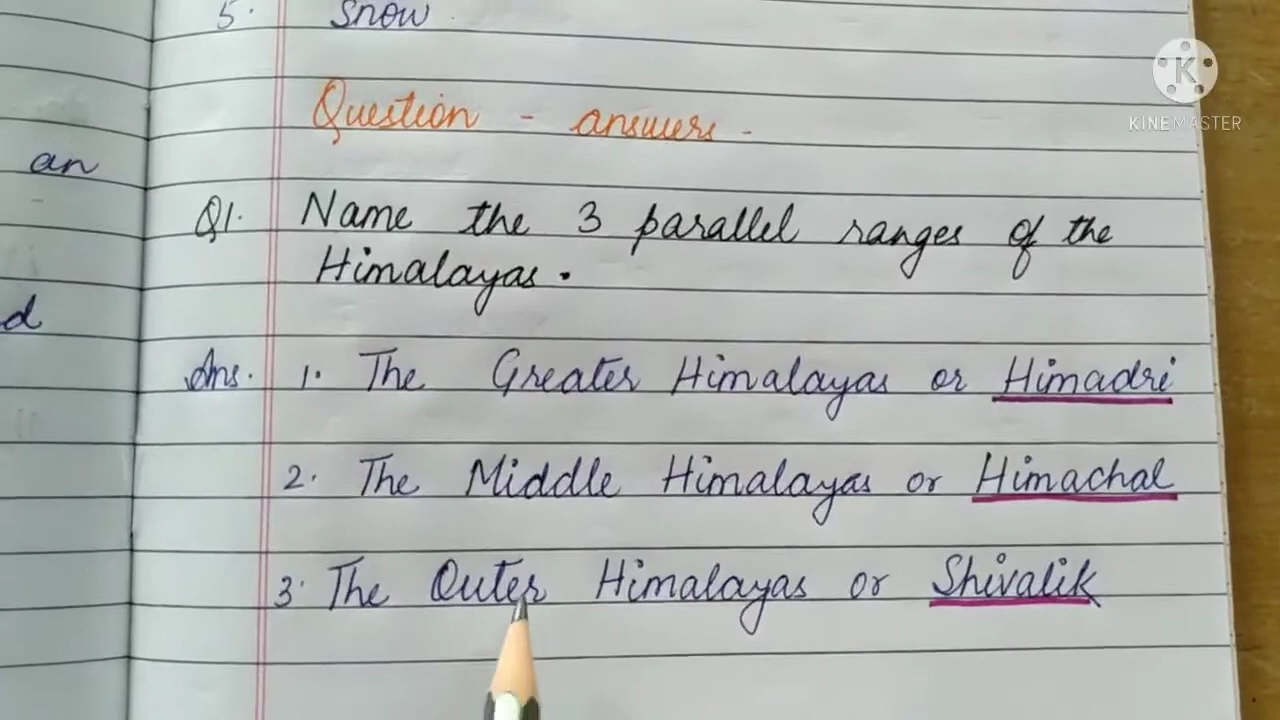 5. Snow
Question - answers -
an
Q1. Name the 3 parallel ranges of the
Himalayas.
d
Ans. 1. The Greater Himalayas or Himadri
2. The Middle Himalayas or Himachal
3. The Outer Himalayas or Shivalik
K
KINEMASTER